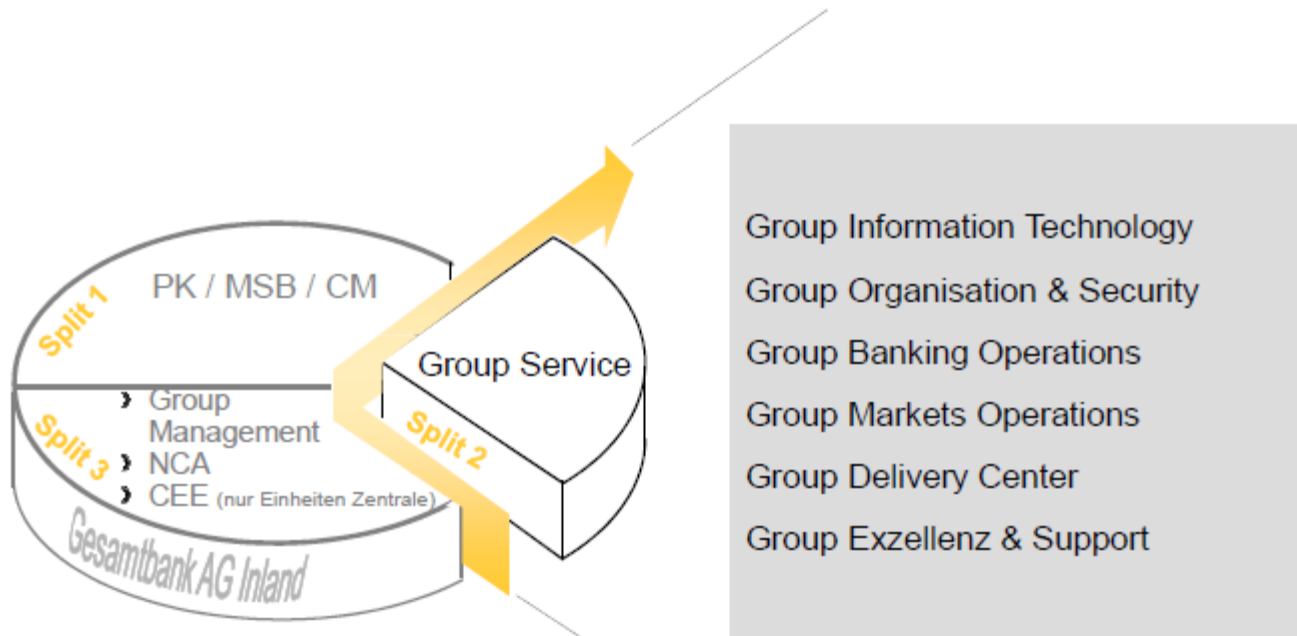 PK / MSB / CM
Split 1
Group Service
Split 2
› Group
Management
› NCA
› CEE (nur Einheiten Zentrale)
Split 3
Gesamtbank AG Inland
Group Information Technology
Group Organisation & Security
Group Banking Operations
Group Markets Operations
Group Delivery Center
Group Exzellenz & Support